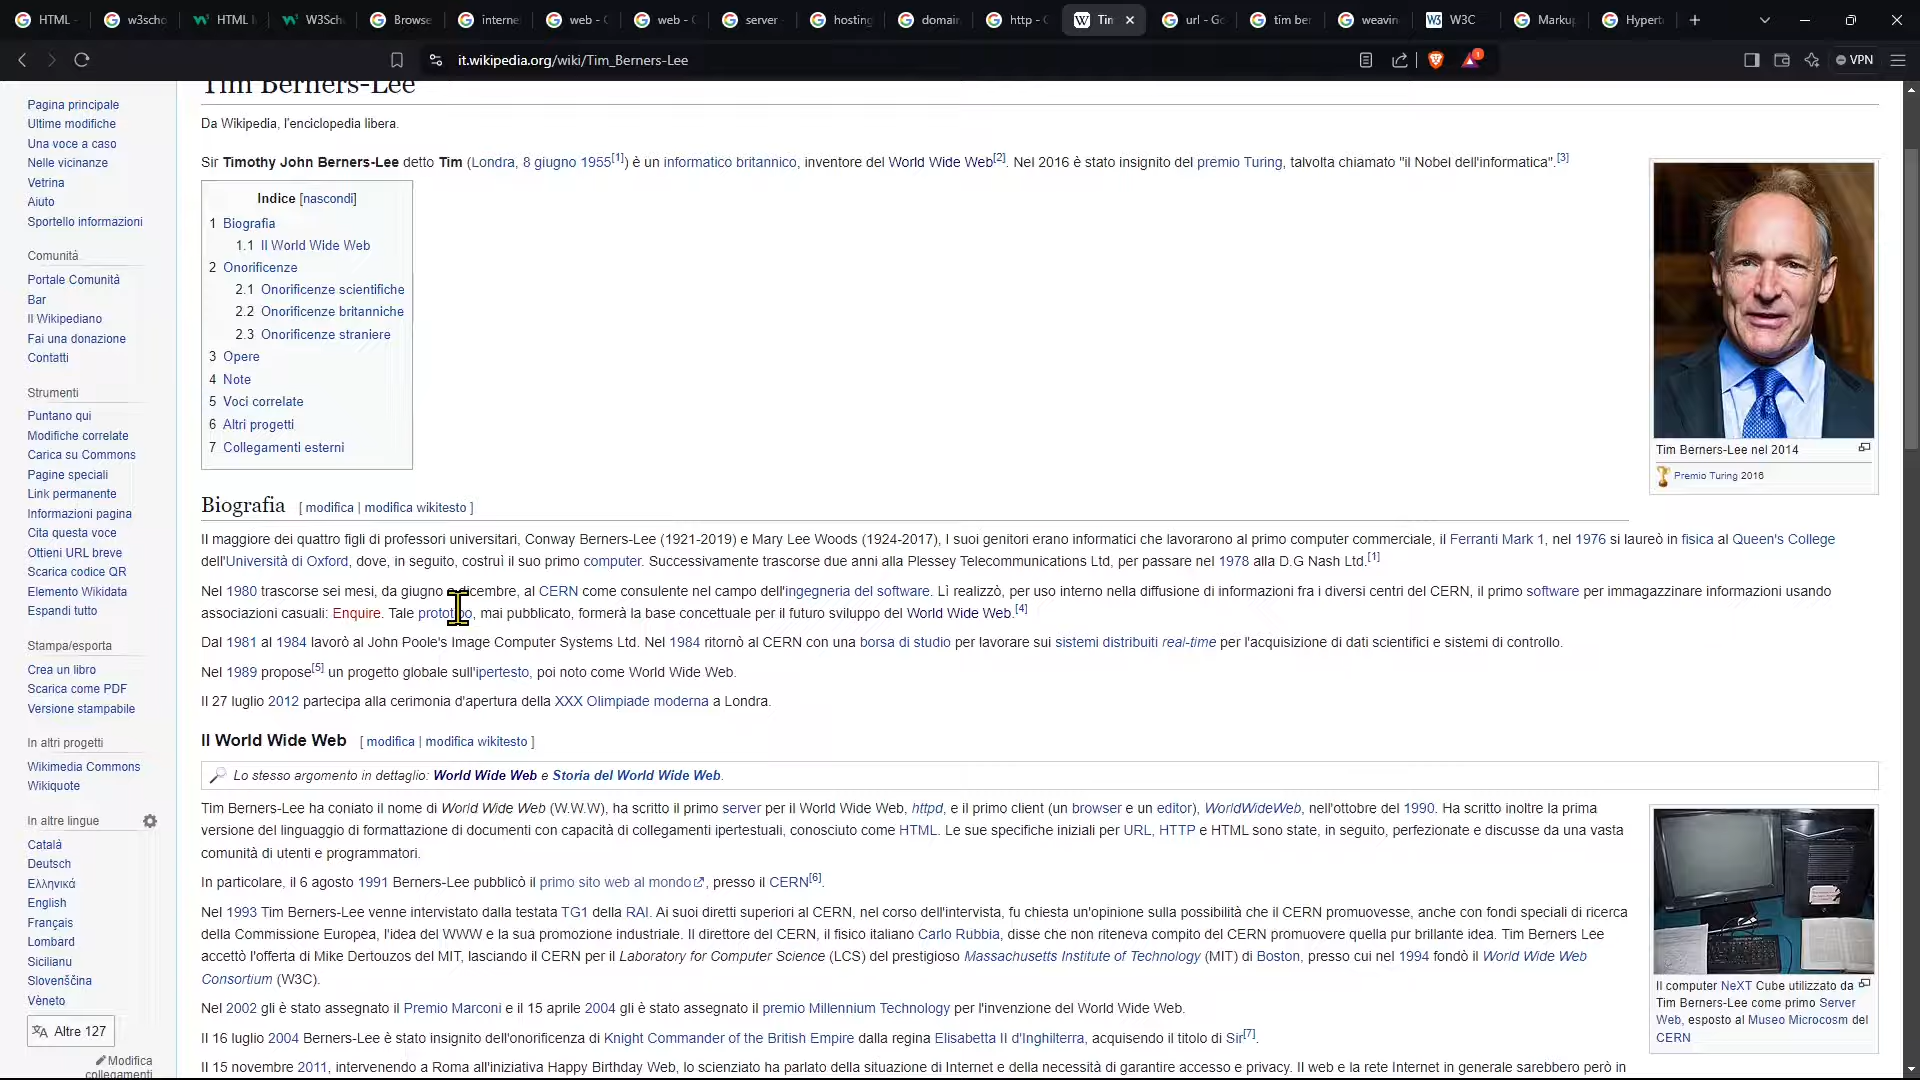 HTML -
w3scho
HTML I
W3Sch
Browse
interne
web - G
web - G
server -
hosting
domain
http - G
Tim
url - Go
tim ber
weavin
W3C
Markup
Hypert
it.wikipedia.org/wiki/Tim_Berners-Lee
1
VPN
Pagina principale
Ultime modifiche
Una voce a caso
Nelle vicinanze
Vetrina
Aiuto
Sportello informazioni
Comunità
Portale Comunità
Bar
Il Wikipediano
Fai una donazione
Contatti
Strumenti
Puntano qui
Modifiche correlate
Carica su Commons
Pagine speciali
Link permanente
Informazioni pagina
Cita questa voce
Ottieni URL breve
Scarica codice QR
Elemento Wikidata
Espandi tutto
Stampa/esporta
Crea un libro
Scarica come PDF
Versione stampabile
In altri progetti
Wikimedia Commons
Wikiquote
In altre lingue
Català
Deutsch
Ελληνικά
English
Français
Lombard
Sicilianu
Slovenščina
Vèneto
Altre 127
Modifica
collegamenti
Tim Berners-Lee
Da Wikipedia, l'enciclopedia libera.
Sir Timothy John Berners-Lee detto Tim (Londra, 8 giugno 1955[1]) è un informatico britannico, inventore del World Wide Web[2]. Nel 2016 è stato insignito del premio Turing, talvolta chiamato "il Nobel dell'informatica".[3]
Indice [nascondi]
1 Biografia
1.1 Il World Wide Web
2 Onorificenze
2.1 Onorificenze scientifiche
2.2 Onorificenze britanniche
2.3 Onorificenze straniere
3 Opere
4 Note
5 Voci correlate
6 Altri progetti
7 Collegamenti esterni
Tim Berners-Lee nel 2014
Premio Turing 2016
Biografia [ modifica | modifica wikitesto ]
Il maggiore dei quattro figli di professori universitari, Conway Berners-Lee (1921-2019) e Mary Lee Woods (1924-2017), I suoi genitori erano informatici che lavorarono al primo computer commerciale, il Ferranti Mark 1, nel 1976 si laureò in fisica al Queen's College
dell'Università di Oxford, dove, in seguito, costruì il suo primo computer. Successivamente trascorse due anni alla Plessey Telecommunications Ltd, per passare nel 1978 alla D.G Nash Ltd.[1]
Nel 1980 trascorse sei mesi, da giugno a dicembre, al CERN come consulente nel campo dell'ingegneria del software. Lì realizzò, per uso interno nella diffusione di informazioni fra i diversi centri del CERN, il primo software per immagazzinare informazioni usando
associazioni casuali: Enquire. Tale prototipo, mai pubblicato, formerà la base concettuale per il futuro sviluppo del World Wide Web.[4]
Dal 1981 al 1984 lavorò al John Poole's Image Computer Systems Ltd. Nel 1984 ritornò al CERN con una borsa di studio per lavorare sui sistemi distribuiti real-time per l'acquisizione di dati scientifici e sistemi di controllo.
Nel 1989 propose[5] un progetto globale sull'ipertesto, poi noto come World Wide Web.
Il 27 luglio 2012 partecipa alla cerimonia d'apertura della XXX Olimpiade moderna a Londra.
Il World Wide Web [ modifica | modifica wikitesto ]
Lo stesso argomento in dettaglio: World Wide Web e Storia del World Wide Web.
Tim Berners-Lee ha coniato il nome di World Wide Web (W.W.W), ha scritto il primo server per il World Wide Web, httpd, e il primo client (un browser e un editor), WorldWideWeb, nell'ottobre del 1990. Ha scritto inoltre la prima
versione del linguaggio di formattazione di documenti con capacità di collegamenti ipertestuali, conosciuto come HTML. Le sue specifiche iniziali per URL, HTTP e HTML sono state, in seguito, perfezionate e discusse da una vasta
comunità di utenti e programmatori.
In particolare, il 6 agosto 1991 Berners-Lee pubblicò il primo sito web al mondo, presso il CERN[6].
Nel 1993 Tim Berners-Lee venne intervistato dalla testata TG1 della RAI. Ai suoi diretti superiori al CERN, nel corso dell'intervista, fu chiesta un'opinione sulla possibilità che il CERN promuovesse, anche con fondi speciali di ricerca
della Commissione Europea, l'idea del WWW e la sua promozione industriale. Il direttore del CERN, il fisico italiano Carlo Rubbia, disse che non riteneva compito del CERN promuovere quella pur brillante idea. Tim Berners Lee
accettò l'offerta di Mike Dertouzos del MIT, lasciando il CERN per il Laboratory for Computer Science (LCS) del prestigioso Massachusetts Institute of Technology (MIT) di Boston, presso cui nel 1994 fondò il World Wide Web
Consortium (W3C).
Nel 2002 gli è stato assegnato il Premio Marconi e il 15 aprile 2004 gli è stato assegnato il premio Millennium Technology per l'invenzione del World Wide Web.
Il 16 luglio 2004 Berners-Lee è stato insignito dell'onorificenza di Knight Commander of the British Empire dalla regina Elisabetta II d'Inghilterra, acquisendo il titolo di Sir[7].
Il 15 novembre 2011, intervenendo a Roma all'iniziativa Happy Birthday Web, lo scienziato ha parlato della situazione di Internet e della necessità di garantire accesso e privacy. Il web e la rete Internet in generale sarebbero però in
Il computer NeXT Cube utilizzato da
Tim Berners-Lee come primo Server
Web, esposto al Museo Microcosm del
CERN